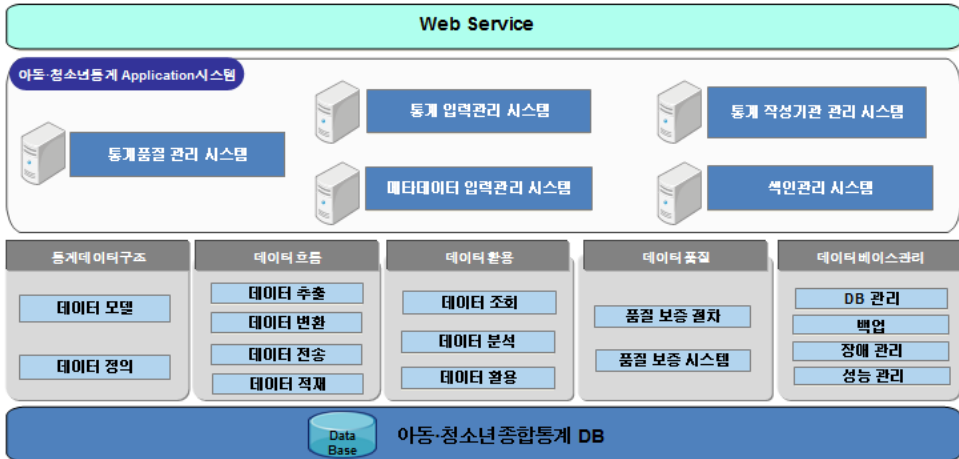 Web Service
아동·청소년통계 Application시스템
통계 입력관리 시스템
통계 작성기관 관리 시스템
통계품질 관리 시스템
메타데이터 입력관리 시스템
색인관리 시스템
통계데이터구조
데이터 모델
데이터 정의
데이터흐름
데이터 추출
데이터 변환
데이터 전송
데이터 적재
데이터활용
데이터 조회
데이터 분석
데이터 활용
데이터품질
품질 보증 절차
품질 보증 시스템
데이터베이스관리
DB 관리
백업
장애 관리
성능 관리
Data
Base
아동·청소년종합통계 DB